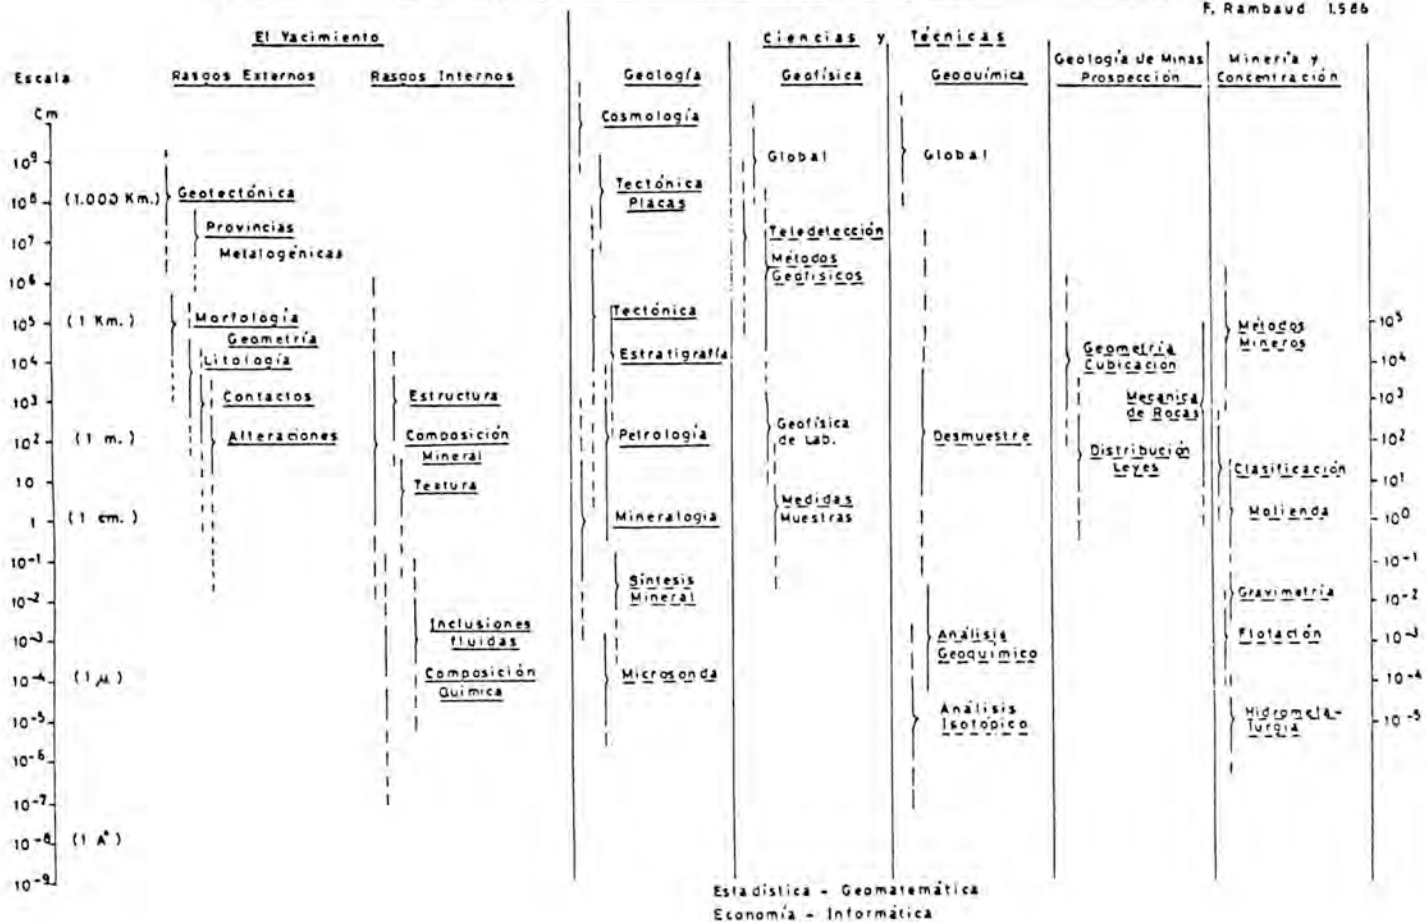 F. Rambaud 1.586
El Yacimiento
Ciencias y Técnicas
Escala
Rasgos Externos
Rasgos Internos
Geología
Geofísica
Geoquímica
Geología de Minas
Prospección
Minería y
Concentración
Cm
10⁹
10⁸
10⁷
10⁶
10⁵
10⁴
10³
10²
10
1
10⁻¹
10⁻²
10⁻³
10⁻⁴
10⁻⁵
10⁻⁶
10⁻⁷
10⁻⁸
10⁻⁹
(1.000 Km.)
(1 Km.)
(1 m.)
(1 cm.)
(1 µ)
(1 A°)
Geotectónica
Provincias
Metalogénicas
Morfología
Geometría
Litología
Contactos
Alteraciones
Estructura
Composición
Mineral
Textura
Inclusiones
fluidas
Composición
Química
Cosmología
Tectónica
Placas
Tectónica
Estratigrafía
Petrología
Mineralogía
Síntesis
Mineral
Microsonda
Global
Teledetección
Métodos
Geofísicos
Geofísica
de Lab.
Medidas
Muestras
Global
Desmuestre
Análisis
Geoquímico
Análisis
Isotópico
Geometría
Cubicación
Mecanica
de Rocas
Distribución
Leyes
Métodos
Mineros
Clasificación
Molienda
Gravimetría
Flotación
Hidrometa-
lurgia
10⁵
10⁴
10³
10²
10¹
10⁰
10⁻¹
10⁻²
10⁻³
10⁻⁴
10⁻⁵
Estadística - Geomatemática
Economía - Informática